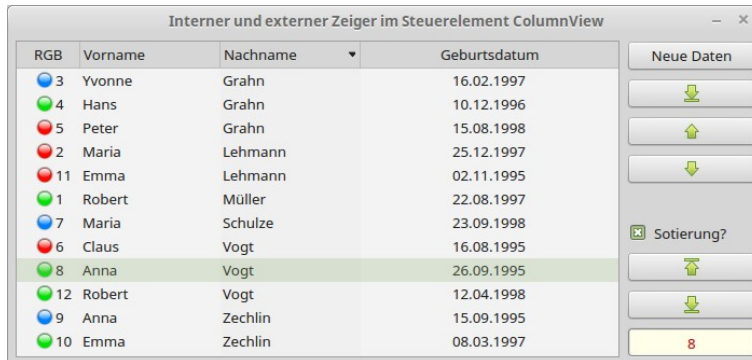 Interner und externer Zeiger im Steuerelement ColumnView
RGB Vorname Nachname Geburtsdatum
3 Yvonne Grahn 16.02.1997
4 Hans Grahn 10.12.1996
5 Peter Grahn 15.08.1998
2 Maria Lehmann 25.12.1997
11 Emma Lehmann 02.11.1995
1 Robert Müller 22.08.1997
7 Maria Schulze 23.09.1998
6 Claus Vogt 16.08.1995
8 Anna Vogt 26.09.1995
12 Robert Vogt 12.04.1998
9 Anna Zechlin 15.09.1995
10 Emma Zechlin 08.03.1997
Neue Daten
Sotierung?
8